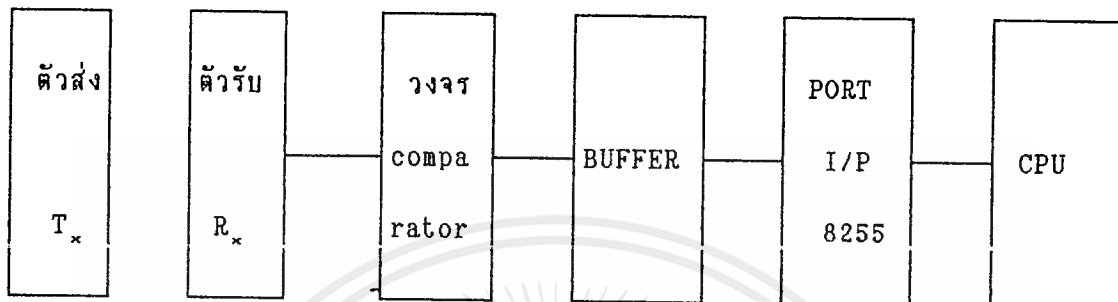 ตัวส่ง
Tx
ตัวรับ
Rx
วงจร
compa
rator
BUFFER
PORT
I/P
8255
CPU